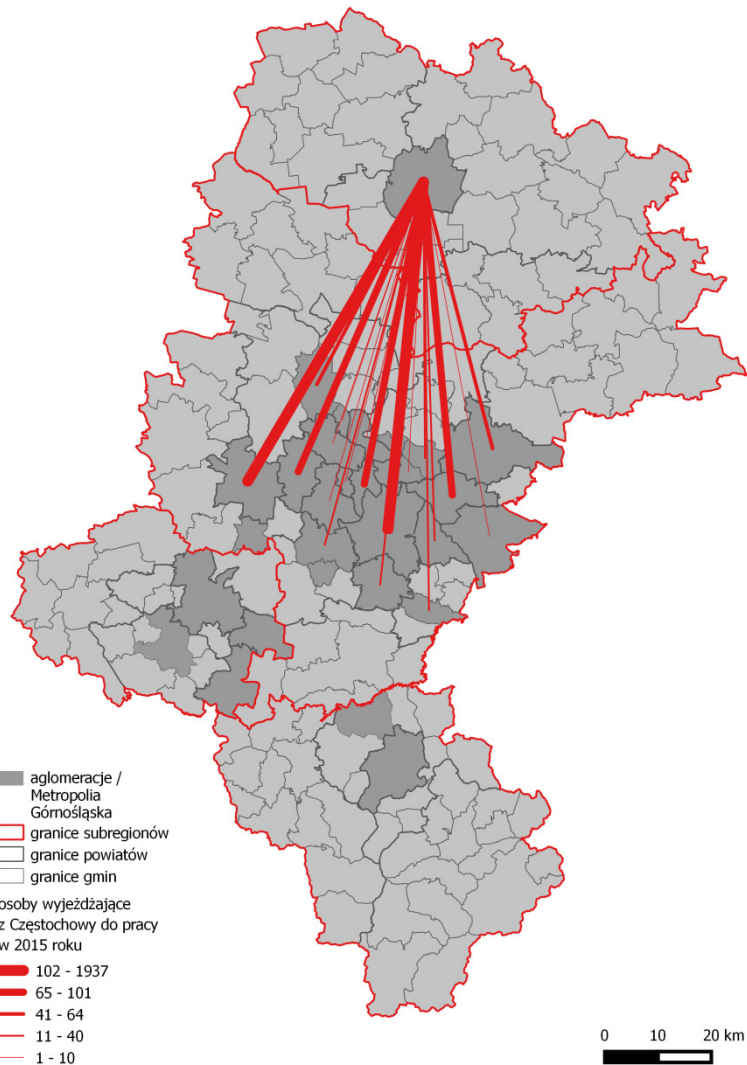 aglomeracje /
Metropolia
Górnośląska
granice subregionów
granice powiatów
granice gmin
osoby wyjeżdżające
z Częstochowy do pracy
w 2015 roku
102 - 1937
65 - 101
41 - 64
11 - 40
1 - 10
0 10 20 km